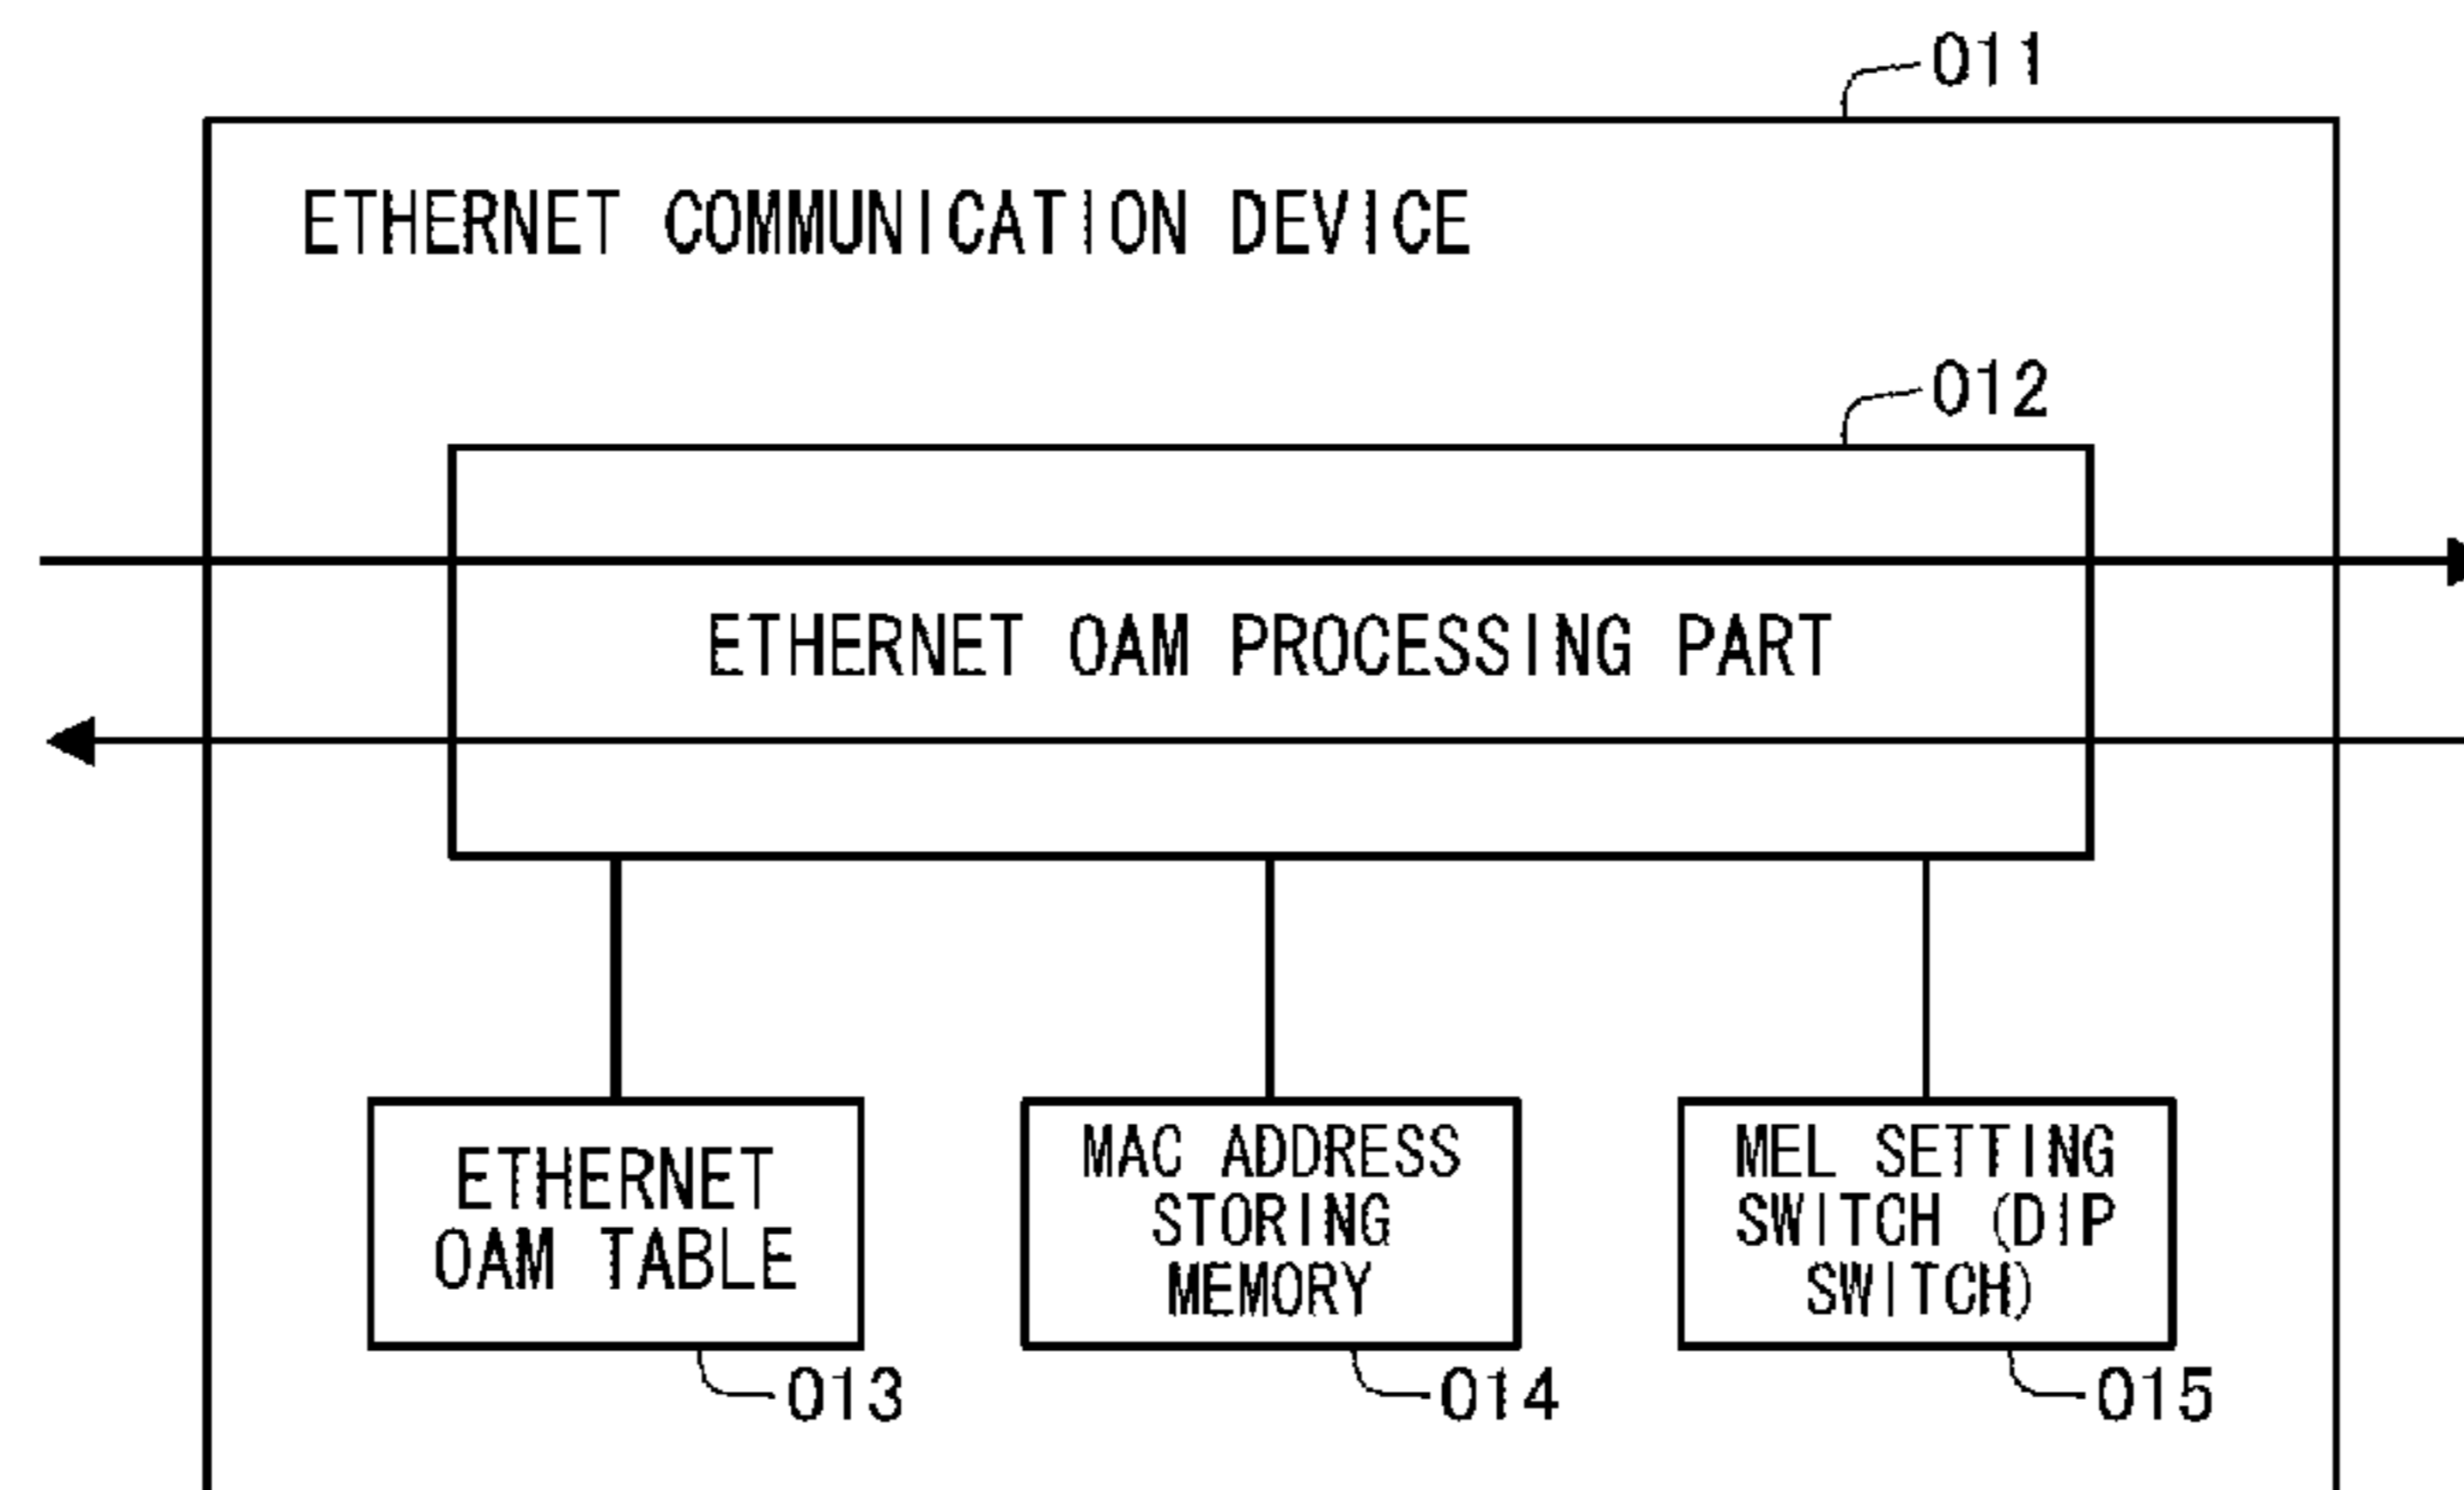 011
ETHERNET COMMUNICATION DEVICE
012
ETHERNET OAM PROCESSING PART
ETHERNET
OAM TABLE
MAC ADDRESS
STORING
MEMORY
MEL SETTING
SWITCH (DIP
SWITCH)
013
014
015